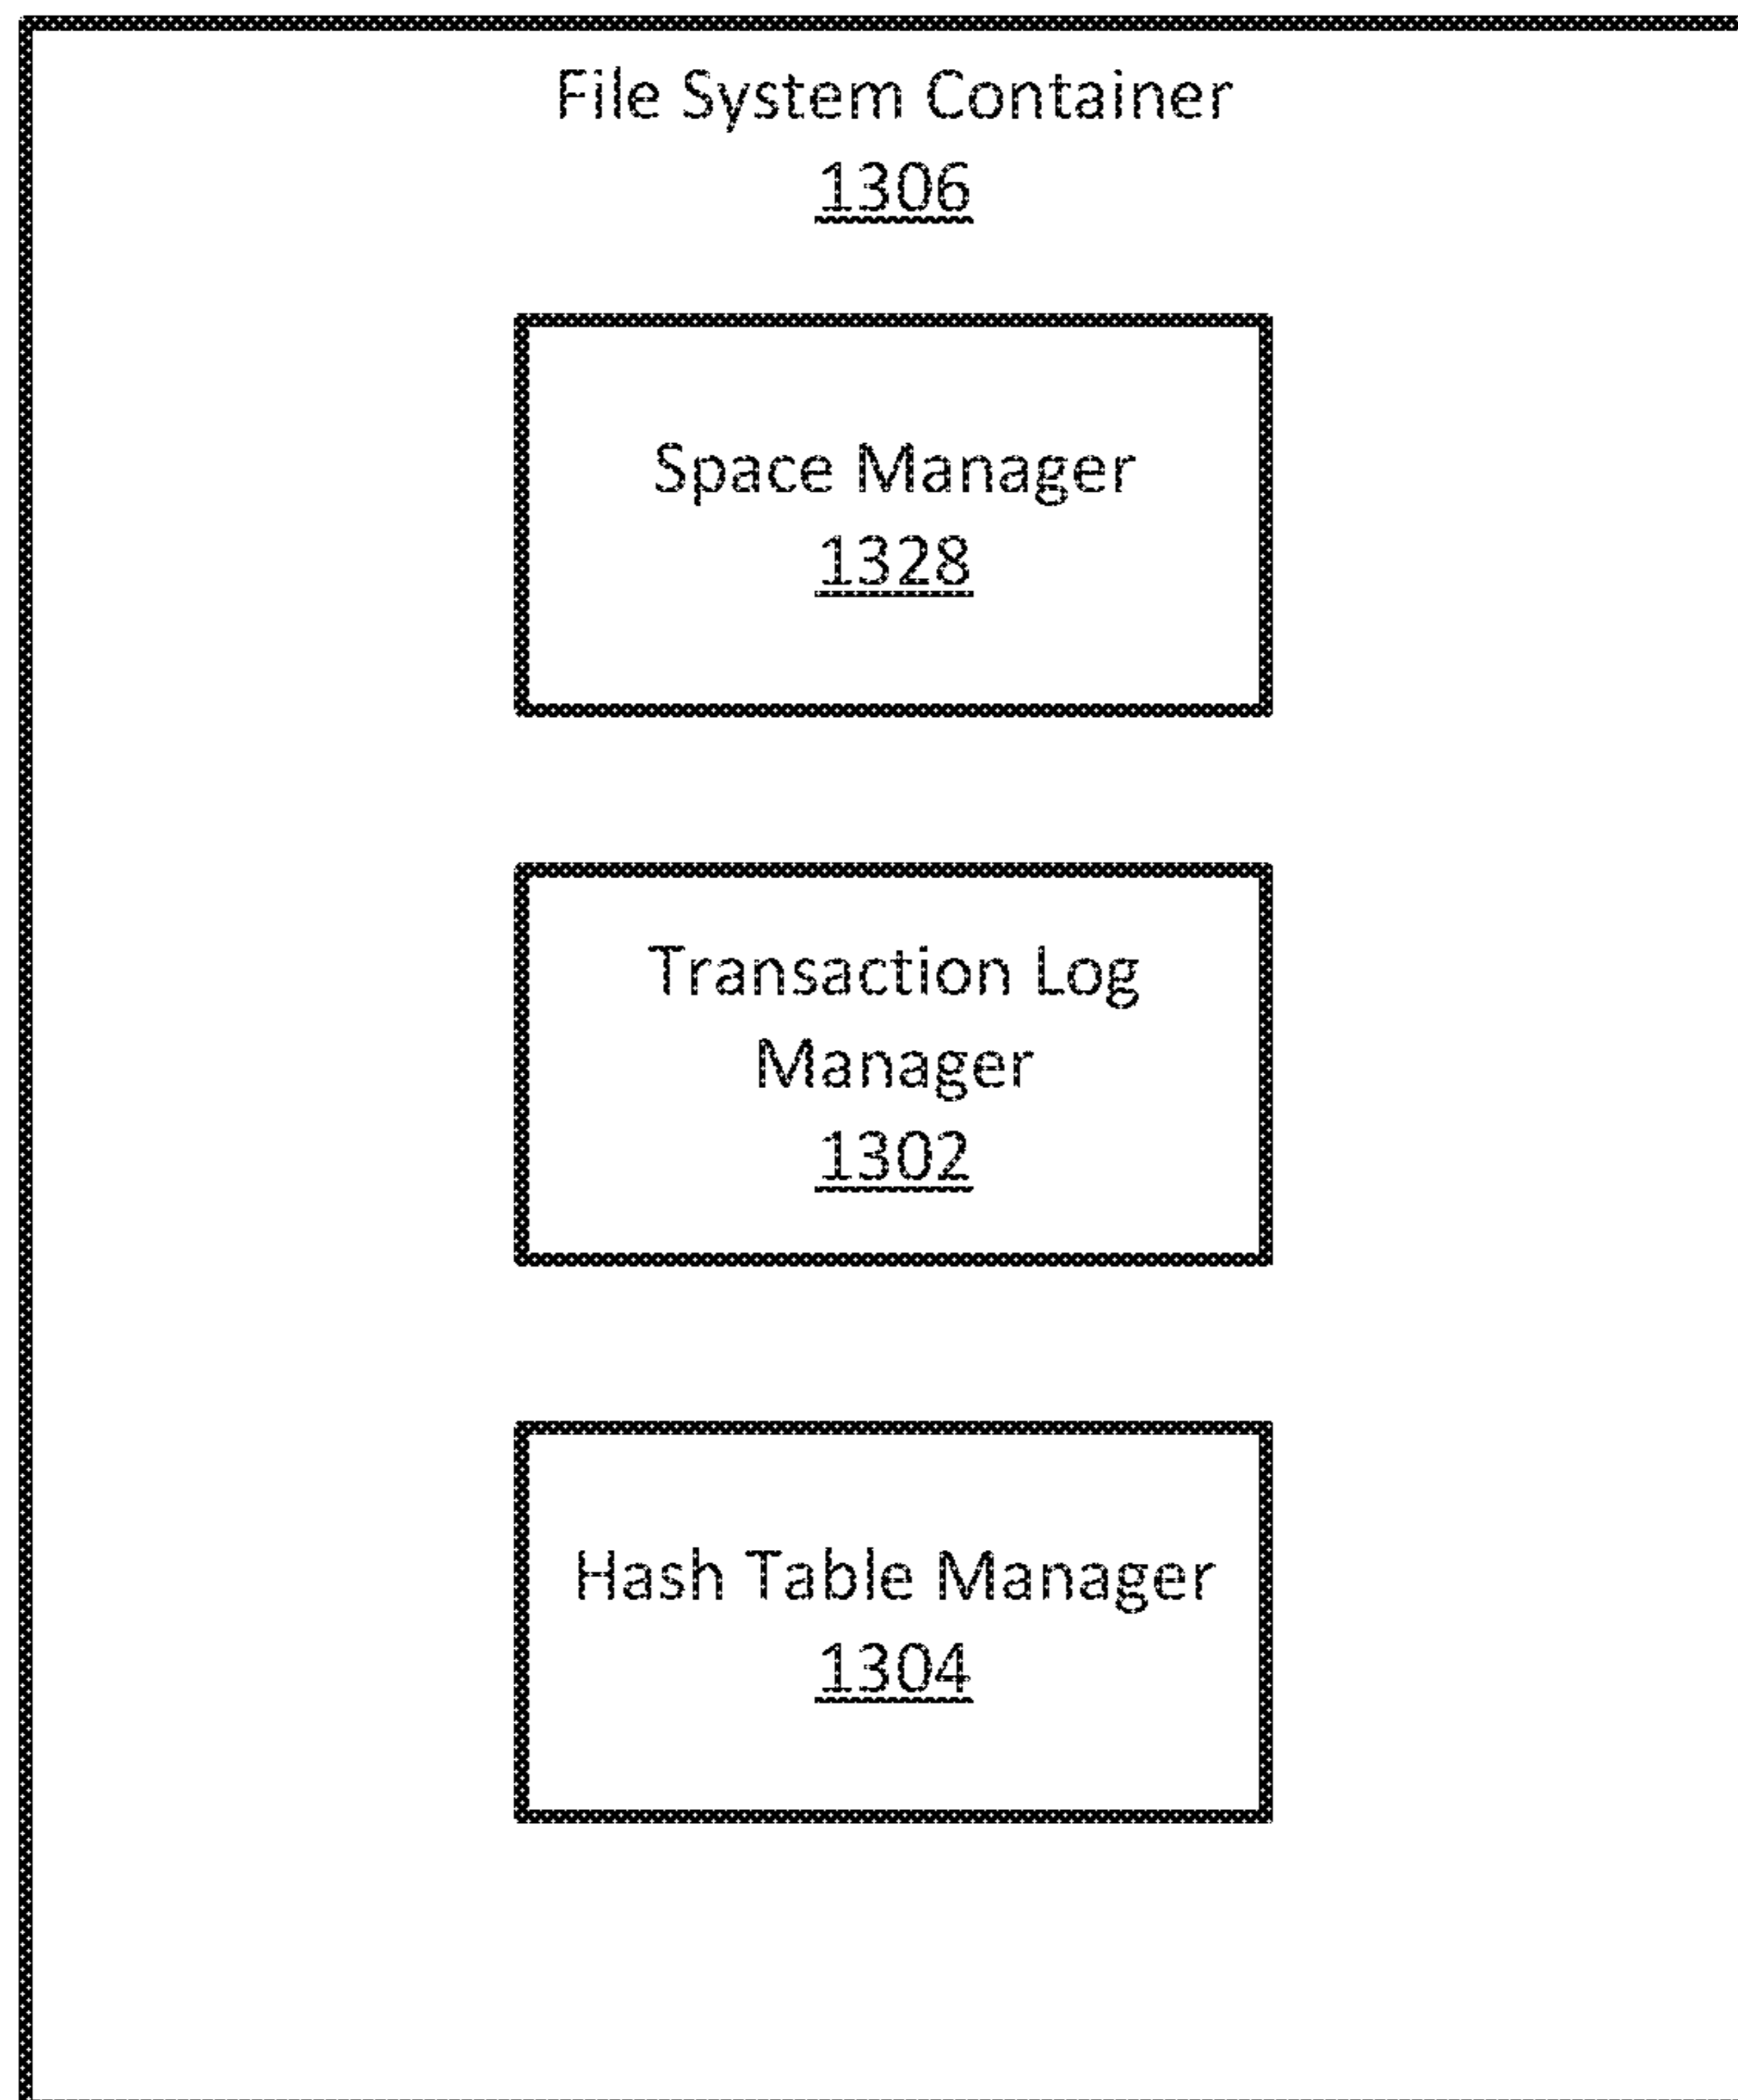 File System Container
1306
Space Manager
1328
Transaction Log
Manager
1302
Hash Table Manager
1304